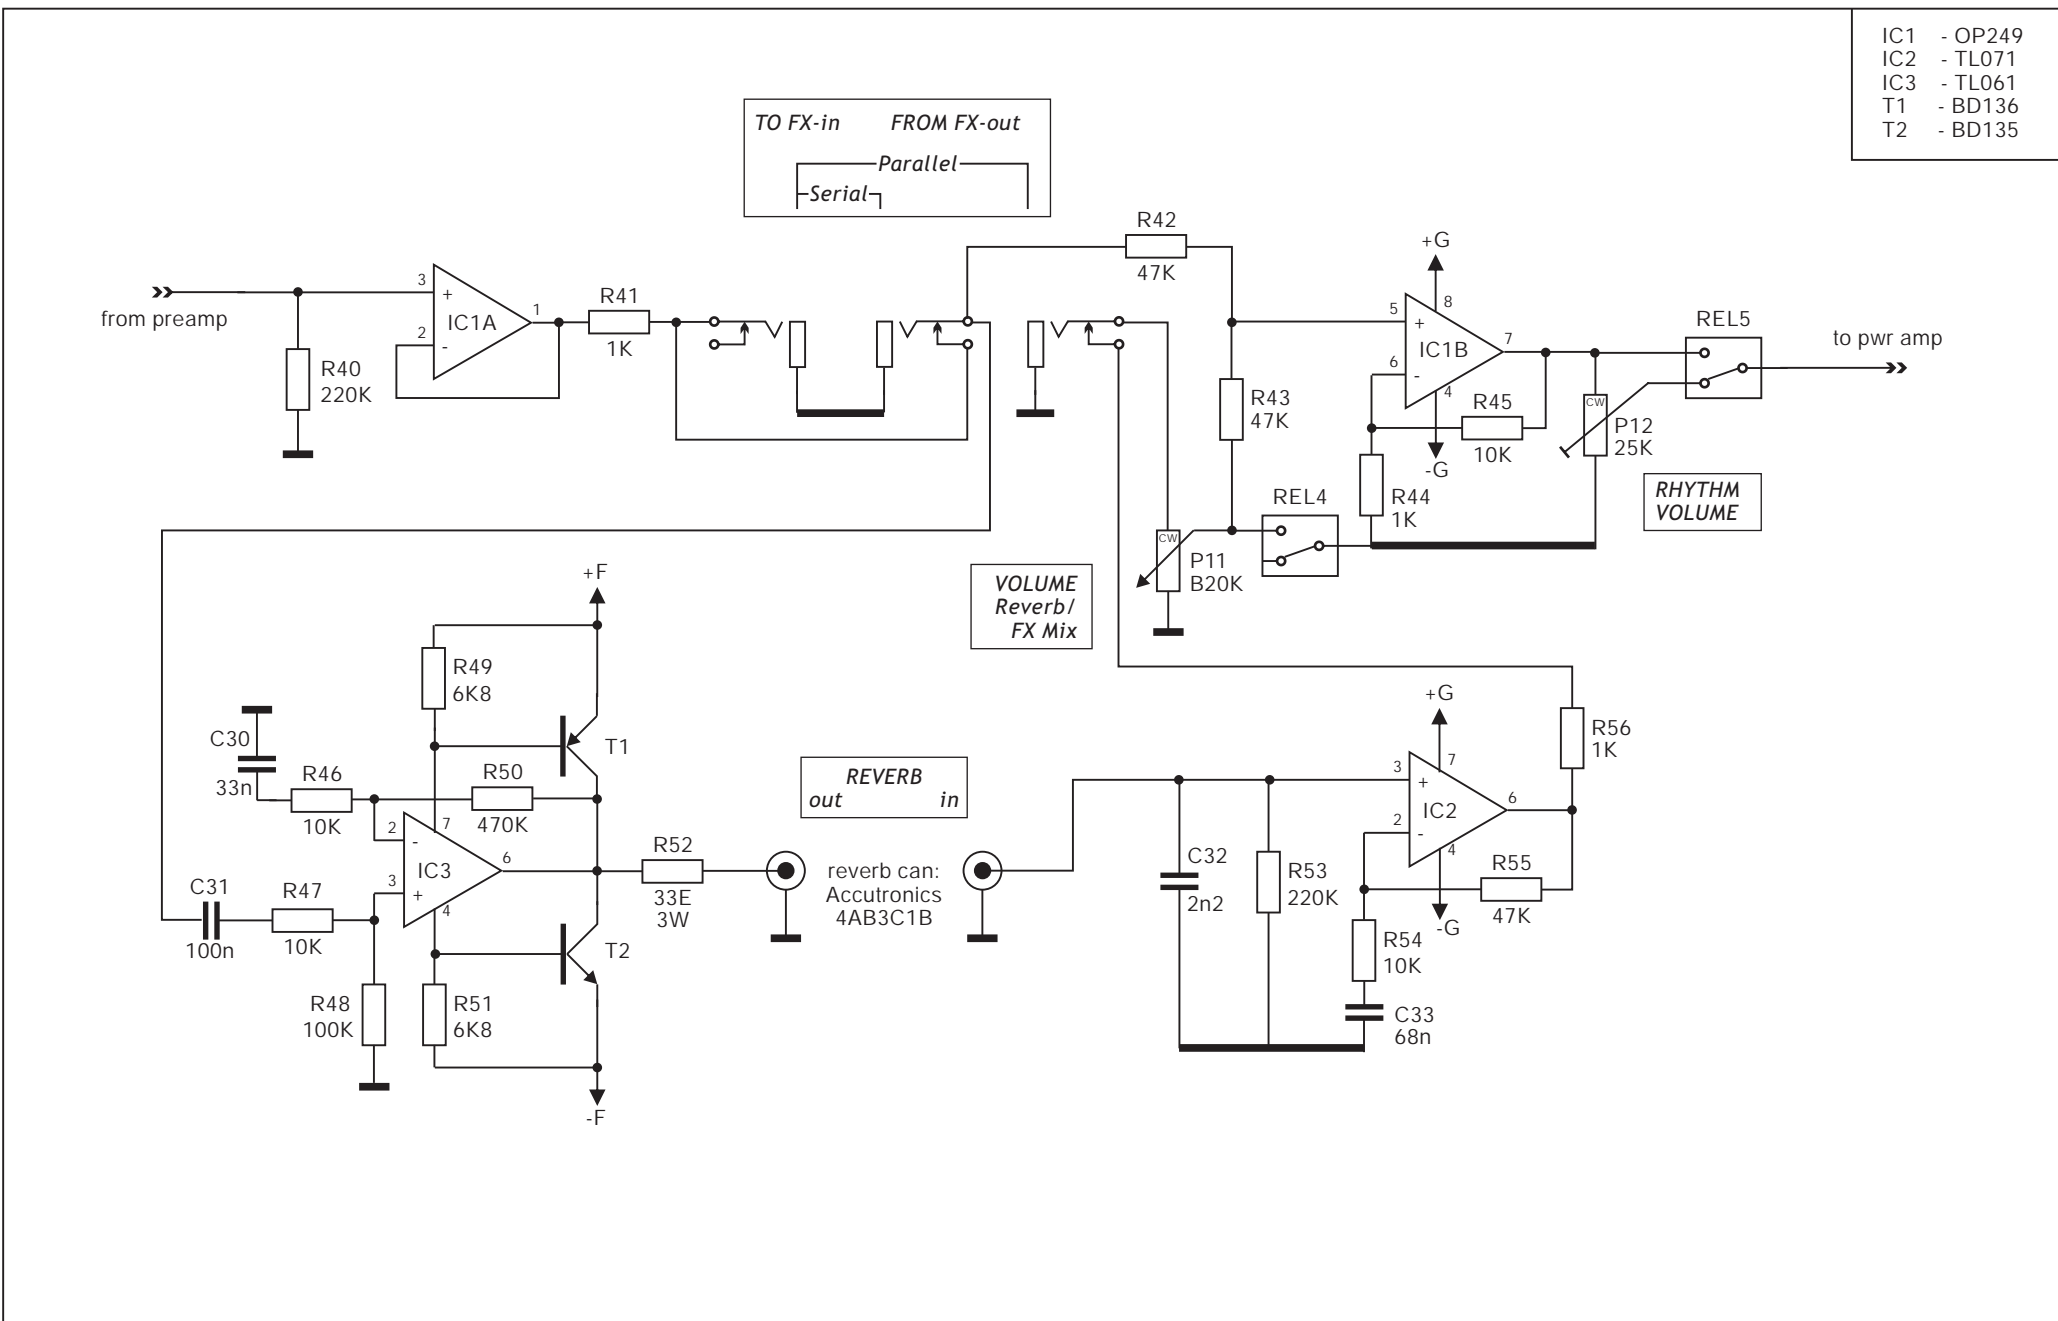 IC1 - OP249
IC2 - TL071
IC3 - TL061
T1 - BD136
T2 - BD135
TO FX-in FROM FX-out
Parallel
Serial
from preamp
R40
220K
3
+
2
-
IC1A
1
R41
1K
R42
47K
R43
47K
+G
8
5
+
IC1B
7
6
-
4
-G
R45
10K
R44
1K
CW
P12
25K
REL5
to pwr amp
RHYTHM
VOLUME
REL4
CW
P11
B20K
VOLUME
Reverb/
FX Mix
+F
R49
6K8
T1
C30
33n
R46
10K
R50
470K
2
-
7
IC3
6
3
+
4
C31
100n
R47
10K
R48
100K
R51
6K8
T2
-F
R52
33E
3W
REVERB
out in
reverb can:
Accutronics
4AB3C1B
C32
2n2
R53
220K
+G
7
3
+
IC2
6
2
-
4
-G
R55
47K
R54
10K
C33
68n
R56
1K